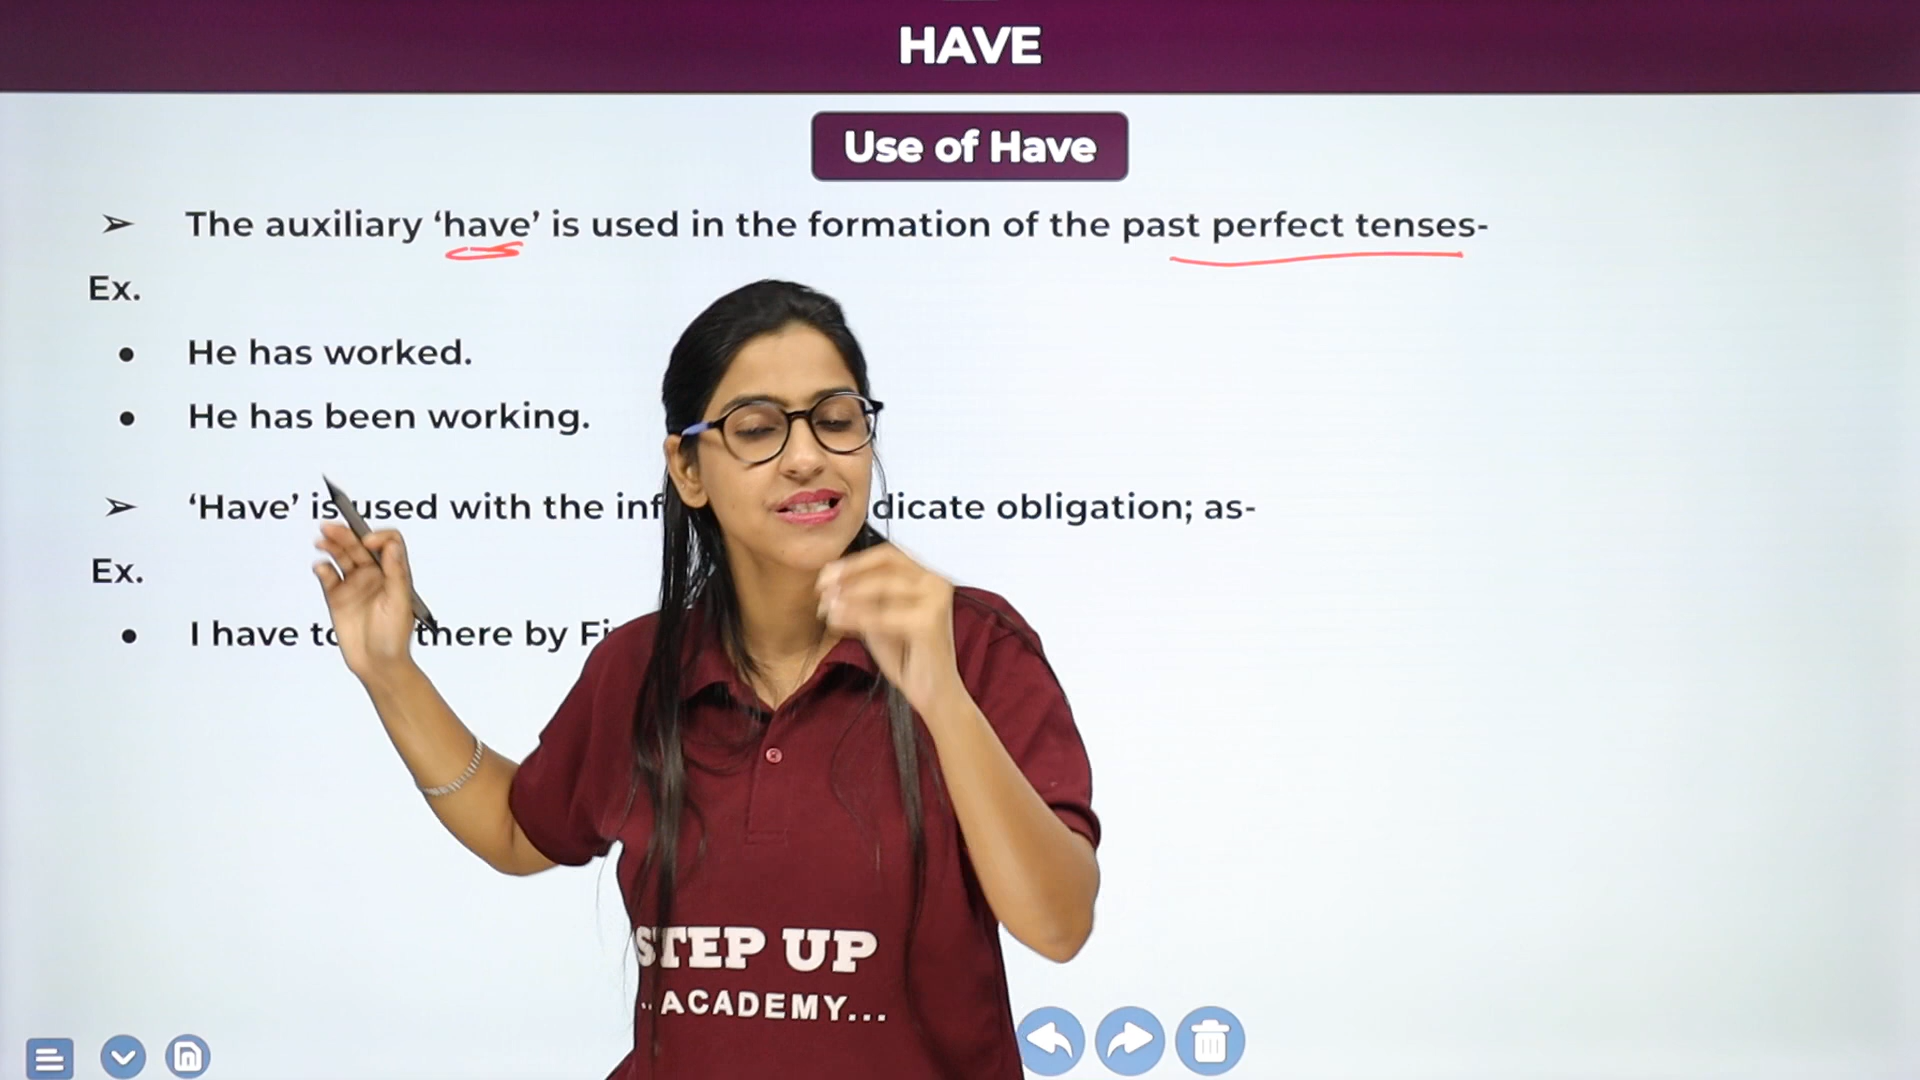 HAVE
Use of Have
➢ The auxiliary ‘have’ is used in the formation of the past perfect tenses-
Ex.
● He has worked.
● He has been working.
➢ ‘Have’ is used with the dicate obligation; as-
Ex.
● I have there by
STEP UP
..ACADEMY...